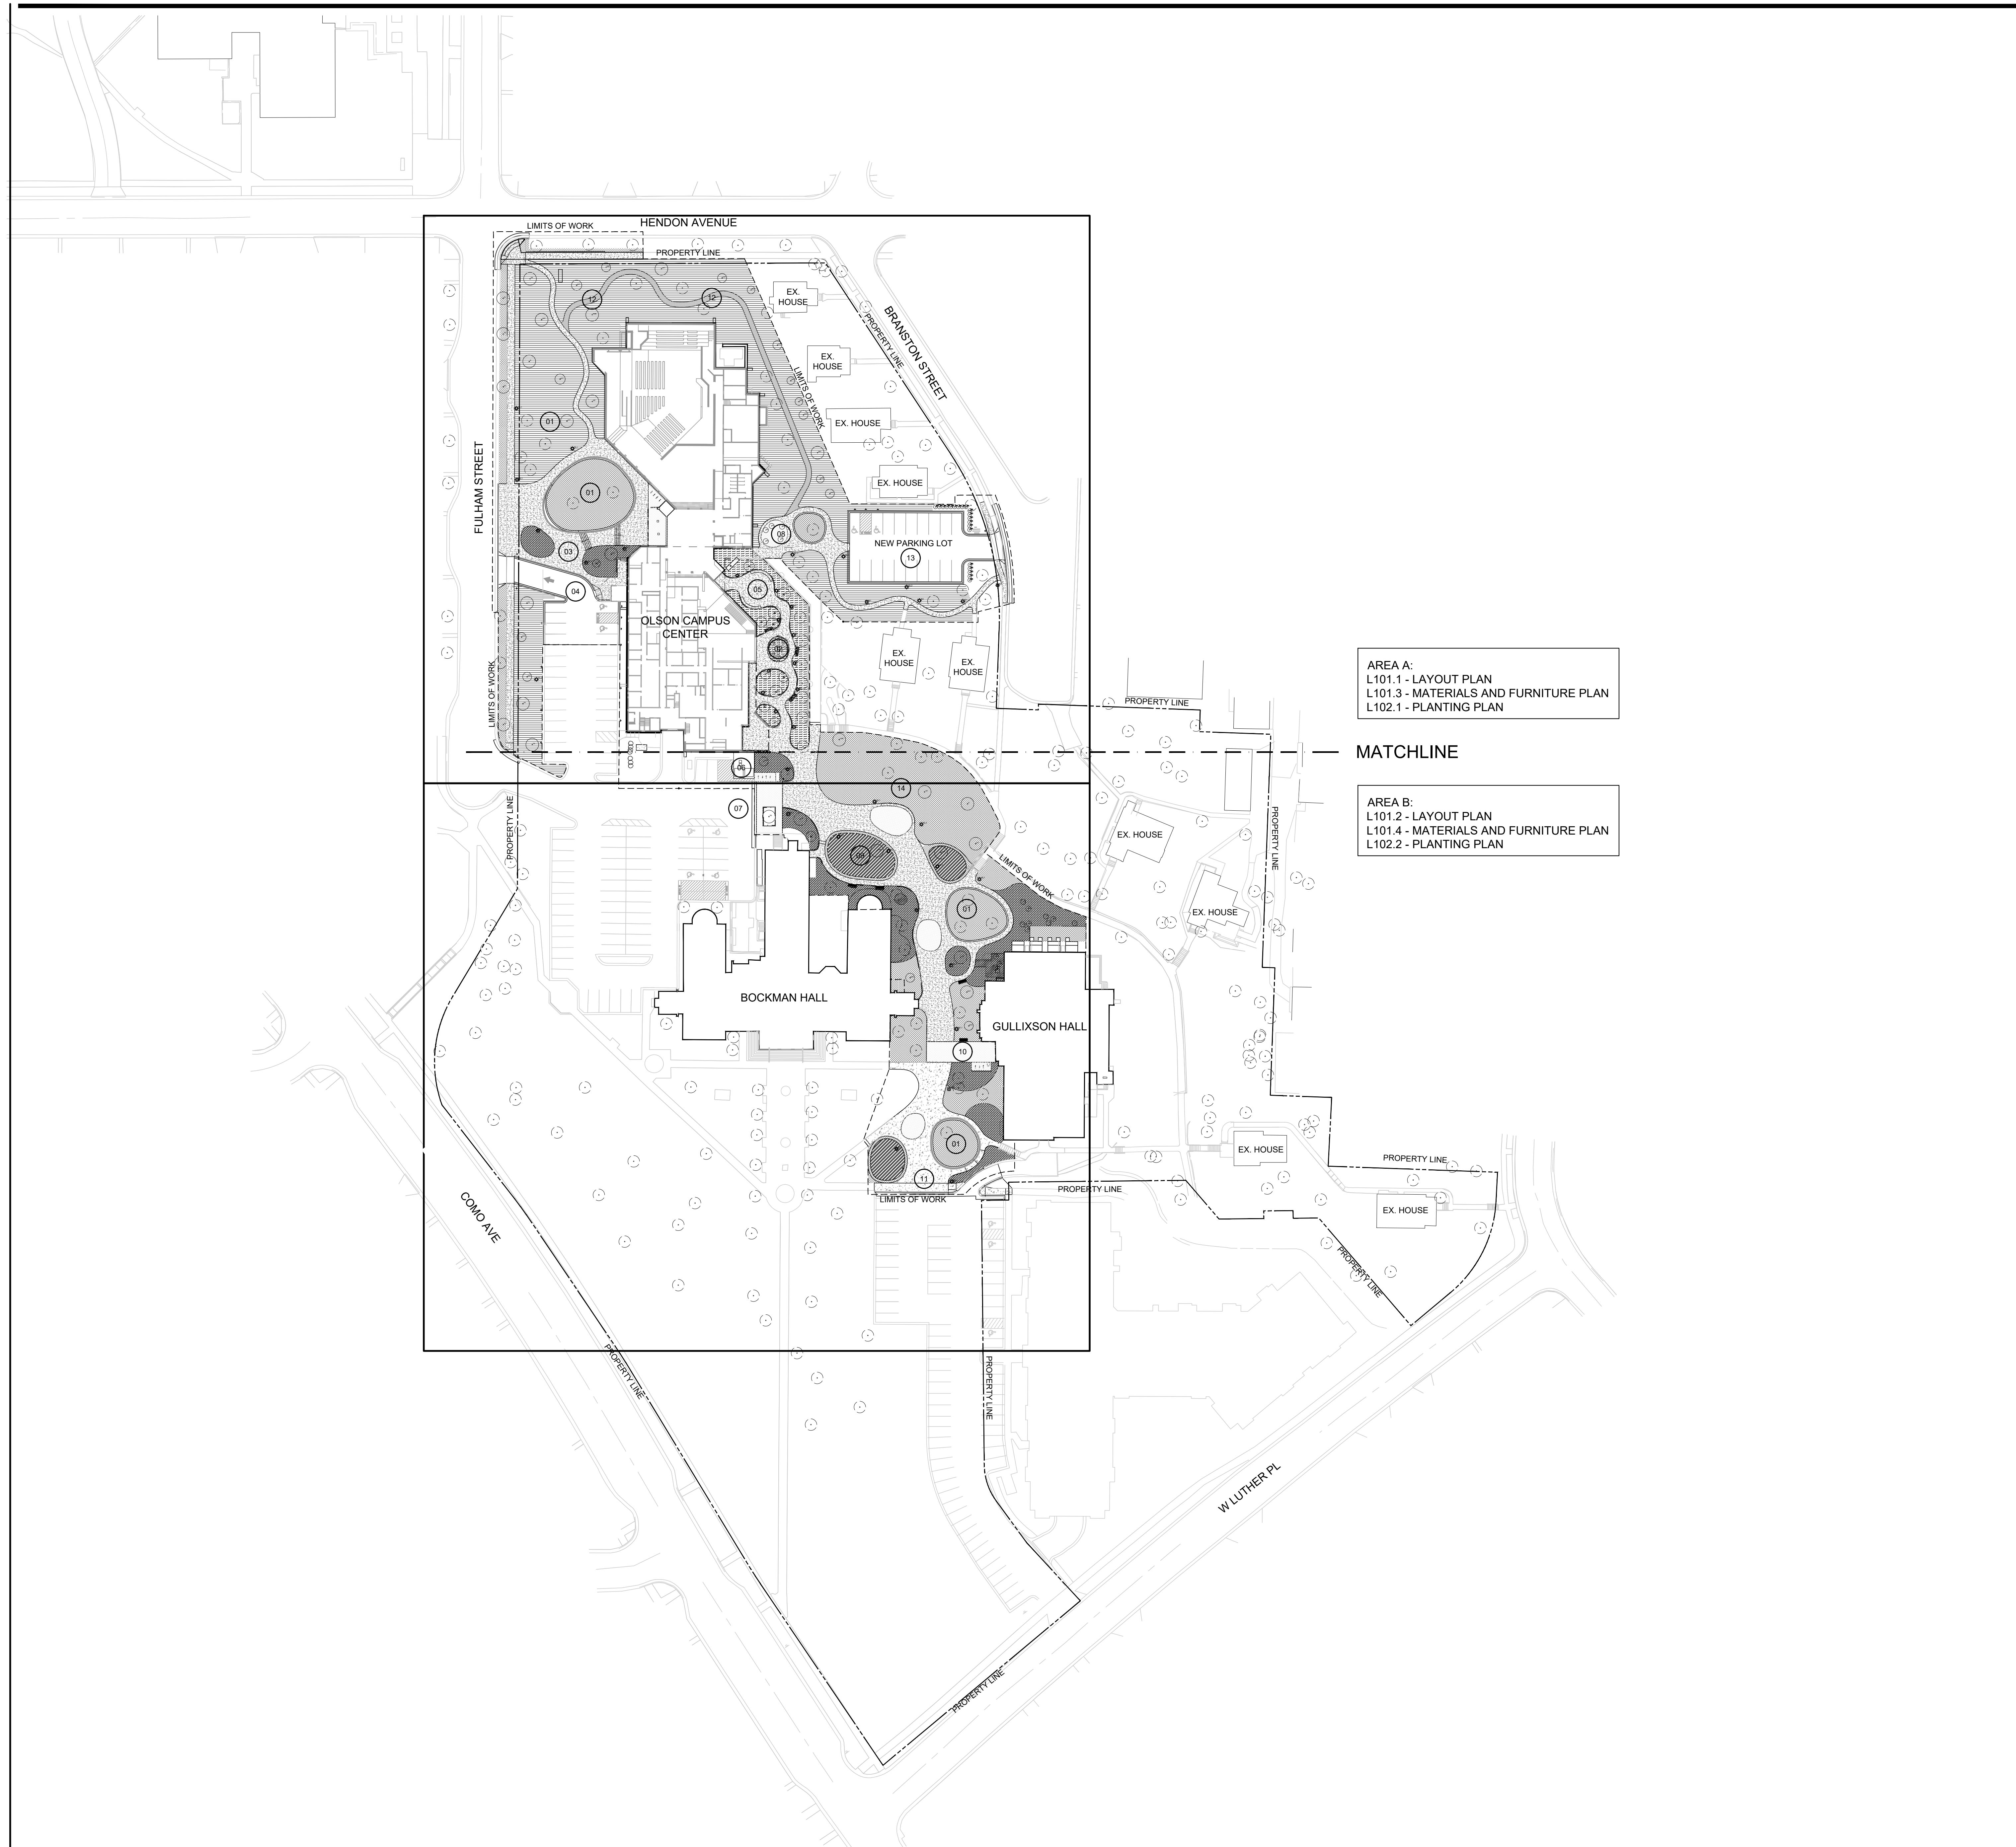 LIMITS OF WORK
HENDON AVENUE
PROPERTY LINE
12
12
EX.
HOUSE
BRANSTON STREET
PROPERTY LINE
EX.
HOUSE
LIMITS OF WORK
01
EX. HOUSE
FULHAM STREET
EX. HOUSE
01
08
NEW PARKING LOT
13
03
04
05
OLSON CAMPUS
CENTER
EX.
HOUSE
EX.
HOUSE
LIMITS OF WORK
PROPERTY LINE
AREA A:
L101.1 - LAYOUT PLAN
L101.3 - MATERIALS AND FURNITURE PLAN
L102.1 - PLANTING PLAN
MATCHLINE
06
14
07
PROPERTY LINE
AREA B:
L101.2 - LAYOUT PLAN
L101.4 - MATERIALS AND FURNITURE PLAN
L102.2 - PLANTING PLAN
EX. HOUSE
PROPERTY LINE
09
LIMITS OF WORK
01
EX. HOUSE
BOCKMAN HALL
GULLIXSON HALL
10
01
EX. HOUSE
PROPERTY LINE
11
LIMITS OF WORK
PROPERTY LINE
COMO AVE
EX. HOUSE
PROPERTY LINE
PROPERTY LINE
PROPERTY LINE
W LUTHER PL
PROPERTY LINE